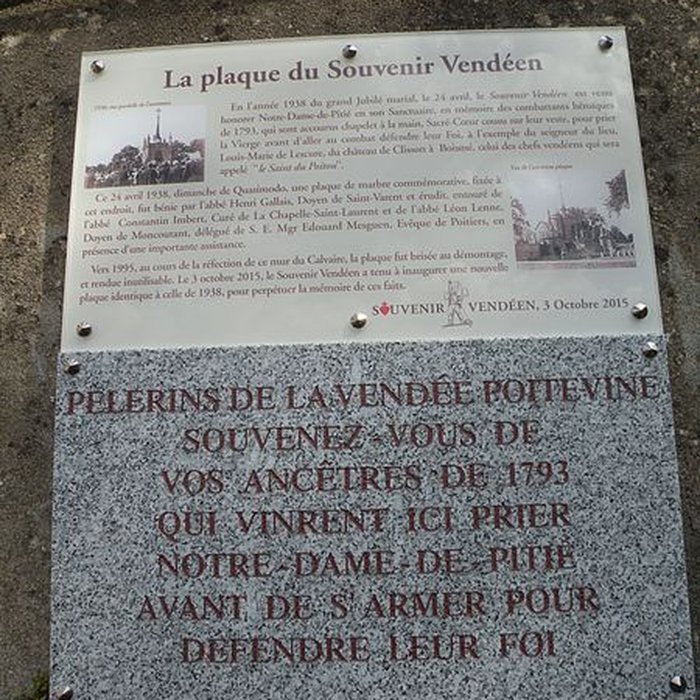 La plaque du Souvenir Vendéen
En l'année 1938 du grand Jubilé marial, le 24 avril, le Souvenir Vendéen est venu
honorer Notre-Dame-de-Pitié en son Sanctuaire, en mémoire des combattants héroïques
de 1793, qui sont accourus chapelet à la main, Sacré-Cœur cousu sur leur veste, pour prier
la Vierge avant d'aller au combat défendre leur Foi, à l'exemple du seigneur du lieu,
Louis-Marie de Lescure, du château de Clisson à Boismé, celui des chefs vendéens qui sera
appelé "le Saint du Poitou".
Vue de l'ancienne plaque
Ce 24 avril 1938, dimanche de Quasimodo, une plaque de marbre commémorative, fixée à
cet endroit, fut bénie par l'abbé Henri Gallais, Doyen de Saint-Varent et érudit, entouré de
l'abbé Constantin Imbert, Curé de La Chapelle-Saint-Laurent et de l'abbé Léon Lenne,
Doyen de Moncoutant, délégué de S. E. Mgr Edouard Mesguen, Evêque de Poitiers, en
présence d'une importante assistance.
Vers 1995, au cours de la réfection de ce mur du Calvaire, la plaque fut brisée au démontage,
et rendue inutilisable. Le 3 octobre 2015, le Souvenir Vendéen a tenu à inaugurer une nouvelle
plaque identique à celle de 1938, pour perpétuer la mémoire de ces faits.
SOUVENIR VENDÉEN, 3 Octobre 2015
PELERINS DE LA VENDÉE POITEVINE
SOUVENEZ-VOUS DE
VOS ANCÊTRES DE 1793
QUI VINRENT ICI PRIER
NOTRE-DAME-DE-PITIÉ
AVANT DE S'ARMER POUR
DÉFENDRE LEUR FOI